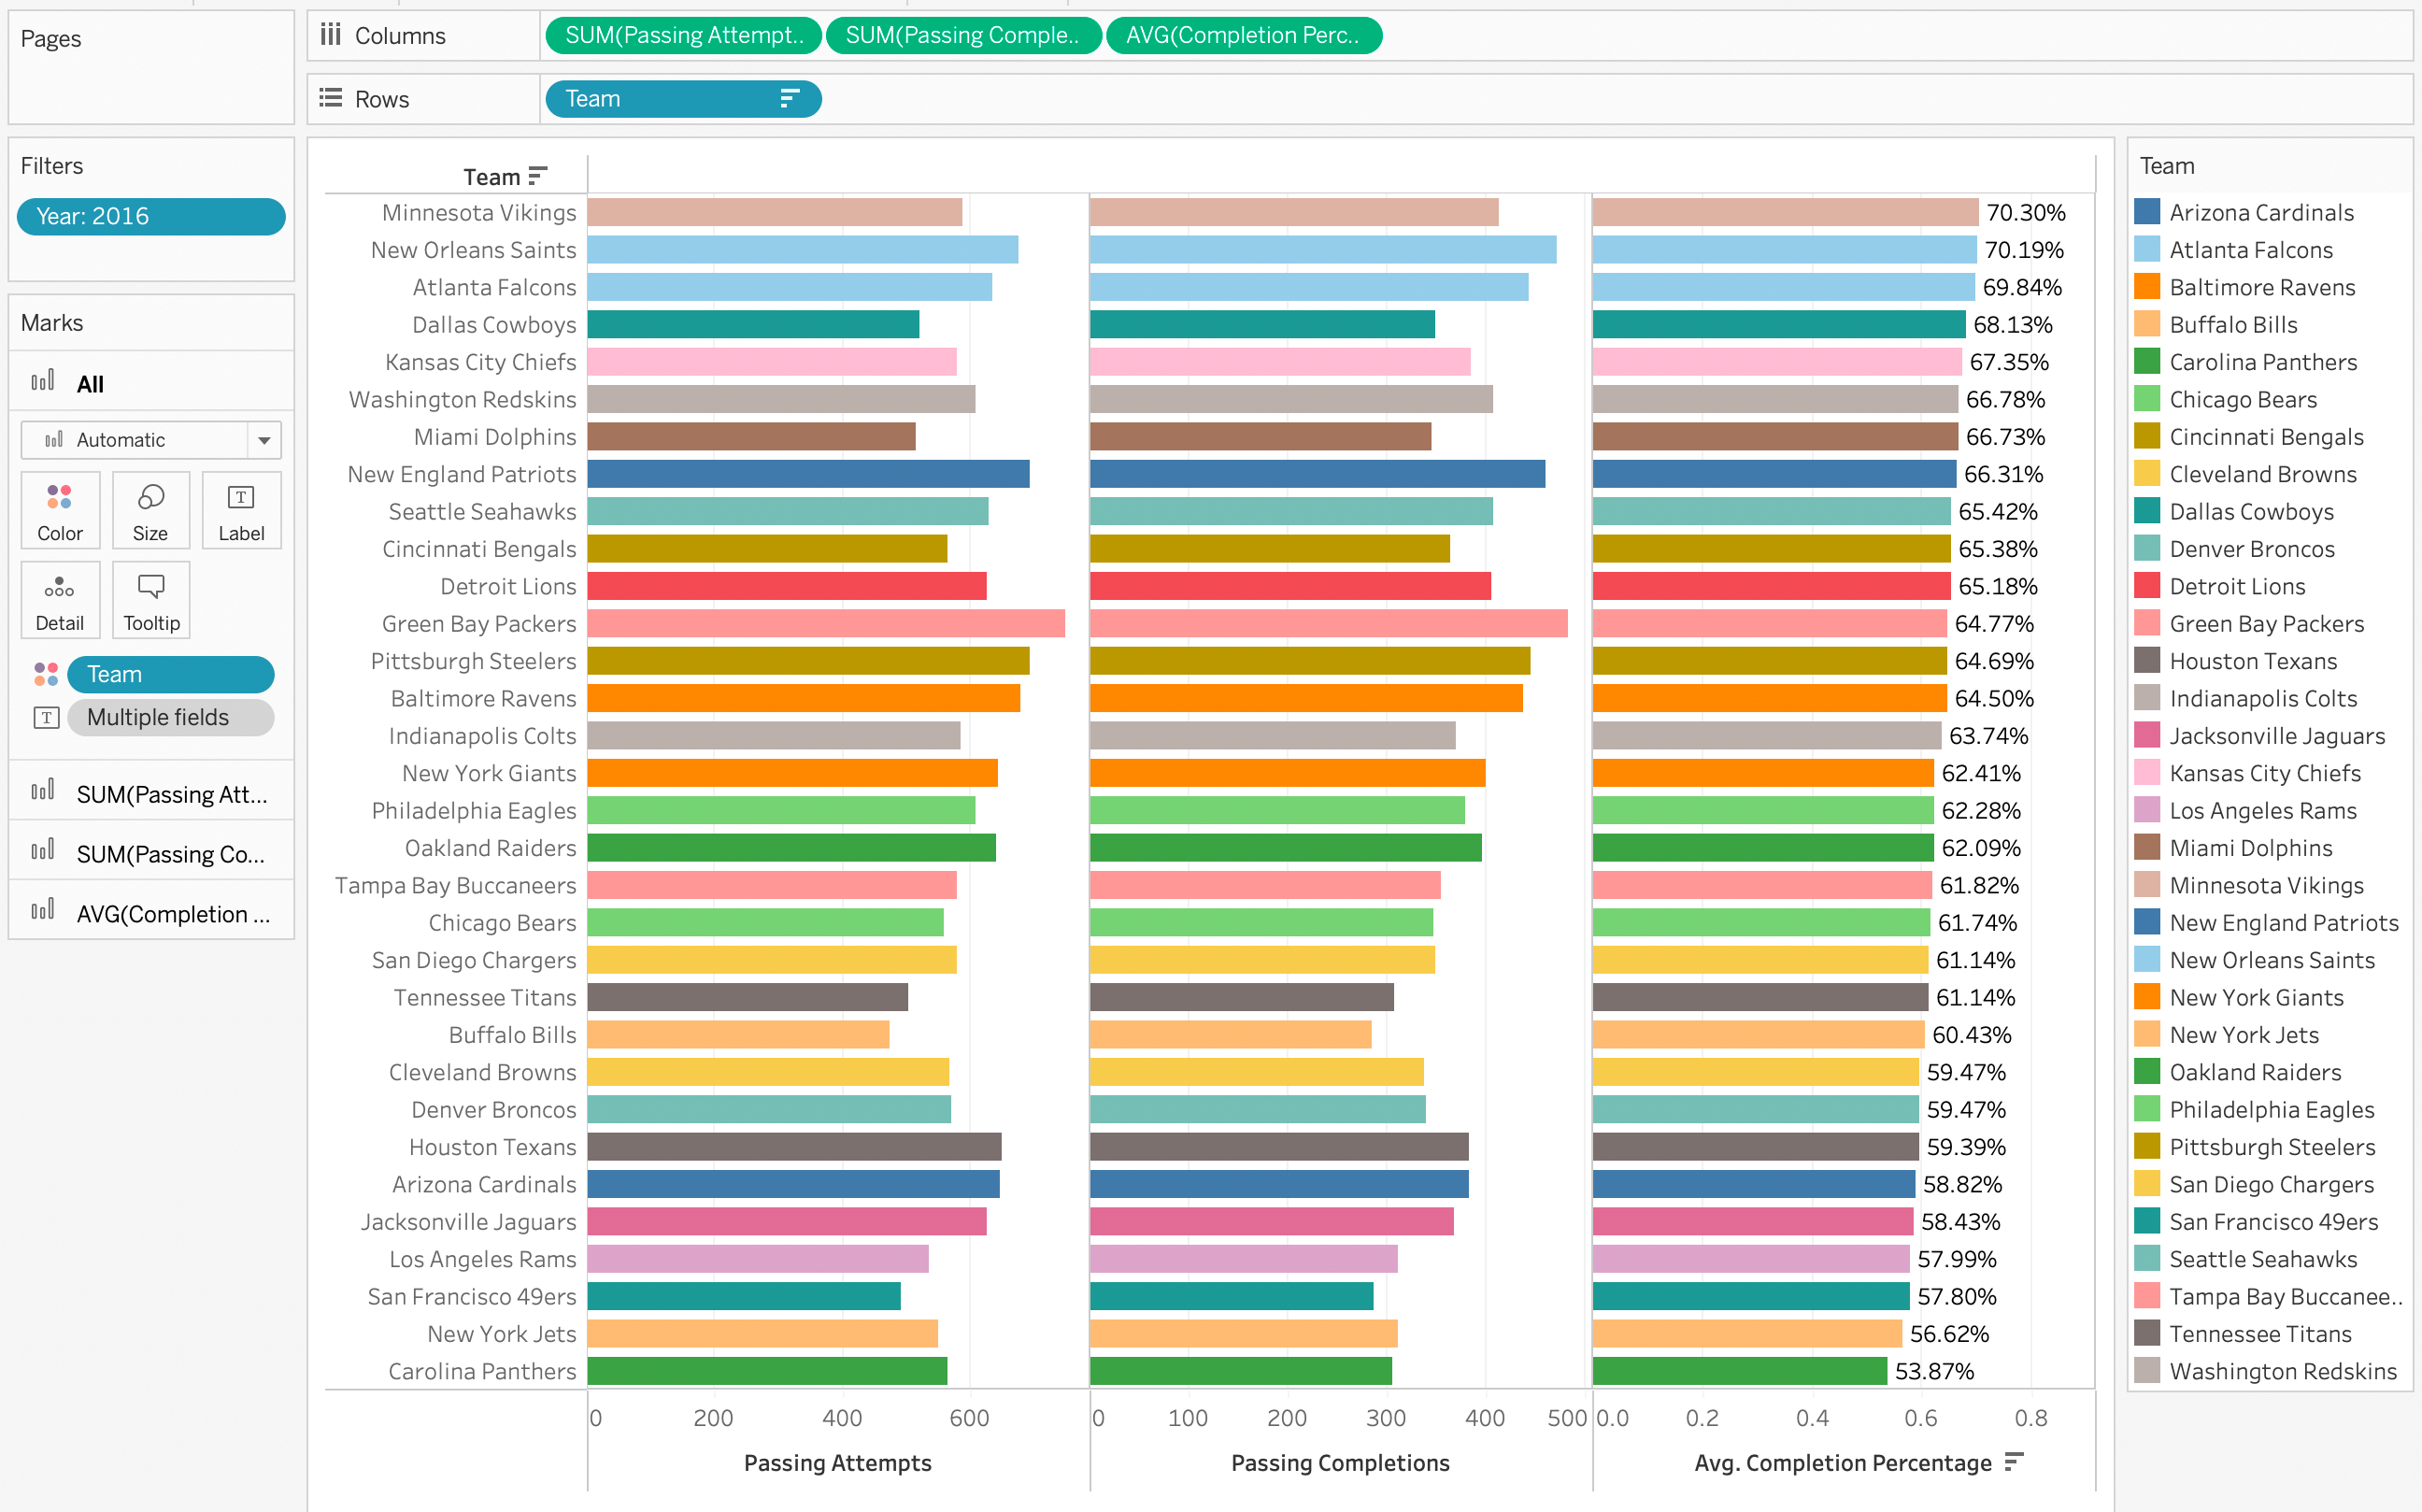 Pages
Columns
SUM(Passing Attempt..
SUM(Passing Comple..
AVG(Completion Perc..
Rows
Team
Filters
Year: 2016
Marks
All
Automatic
Color
Size
T
Label
Detail
Tooltip
Team
T
Multiple fields
SUM(Passing Att...
SUM(Passing Co...
AVG(Completion ...
Team
Minnesota Vikings 70.30%
New Orleans Saints 70.19%
Atlanta Falcons 69.84%
Dallas Cowboys 68.13%
Kansas City Chiefs 67.35%
Washington Redskins 66.78%
Miami Dolphins 66.73%
New England Patriots 66.31%
Seattle Seahawks 65.42%
Cincinnati Bengals 65.38%
Detroit Lions 65.18%
Green Bay Packers 64.77%
Pittsburgh Steelers 64.69%
Baltimore Ravens 64.50%
Indianapolis Colts 63.74%
New York Giants 62.41%
Philadelphia Eagles 62.28%
Oakland Raiders 62.09%
Tampa Bay Buccaneers 61.82%
Chicago Bears 61.74%
San Diego Chargers 61.14%
Tennessee Titans 61.14%
Buffalo Bills 60.43%
Cleveland Browns 59.47%
Denver Broncos 59.47%
Houston Texans 59.39%
Arizona Cardinals 58.82%
Jacksonville Jaguars 58.43%
Los Angeles Rams 57.99%
San Francisco 49ers 57.80%
New York Jets 56.62%
Carolina Panthers 53.87%
0 200 400 600 0 100 200 300 400 500 0.0 0.2 0.4 0.6 0.8
Passing Attempts
Passing Completions
Avg. Completion Percentage
Team
Arizona Cardinals
Atlanta Falcons
Baltimore Ravens
Buffalo Bills
Carolina Panthers
Chicago Bears
Cincinnati Bengals
Cleveland Browns
Dallas Cowboys
Denver Broncos
Detroit Lions
Green Bay Packers
Houston Texans
Indianapolis Colts
Jacksonville Jaguars
Kansas City Chiefs
Los Angeles Rams
Miami Dolphins
Minnesota Vikings
New England Patriots
New Orleans Saints
New York Giants
New York Jets
Oakland Raiders
Philadelphia Eagles
Pittsburgh Steelers
San Diego Chargers
San Francisco 49ers
Seattle Seahawks
Tampa Bay Buccanee..
Tennessee Titans
Washington Redskins